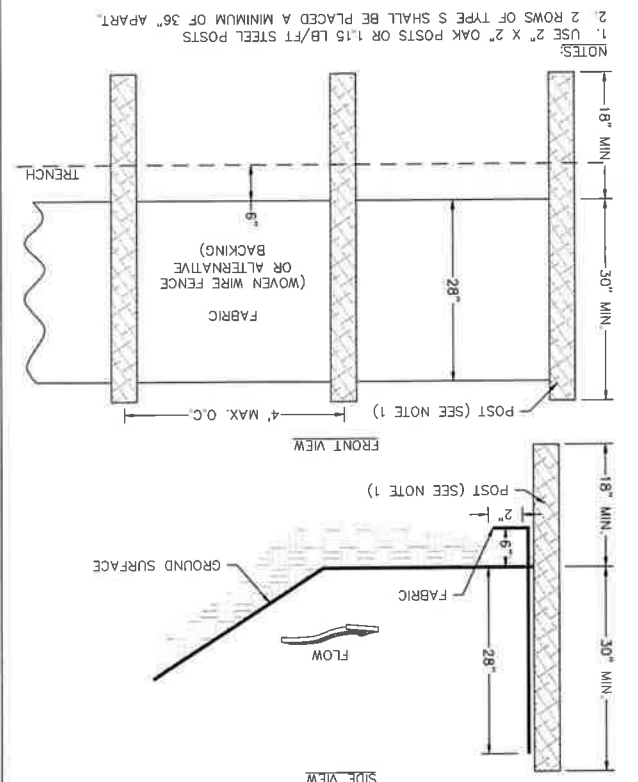 SIDE VIEW
30" MIN.
28"
FLOW
FABRIC
GROUND SURFACE
6"
2"
18" MIN.
POST (SEE NOTE 1)
FRONT VIEW
POST (SEE NOTE 1)
4' MAX. O.C.
30" MIN.
28"
FABRIC
(WOVEN WIRE FENCE
OR ALTERNATIVE
BACKING)
6"
TRENCH
18" MIN.
NOTES:
1. USE 2" X 2" OAK POSTS OR 1.15 LB/FT STEEL POSTS
2. 2 ROWS OF TYPE S SHALL BE PLACED A MINIMUM OF 36" APART.